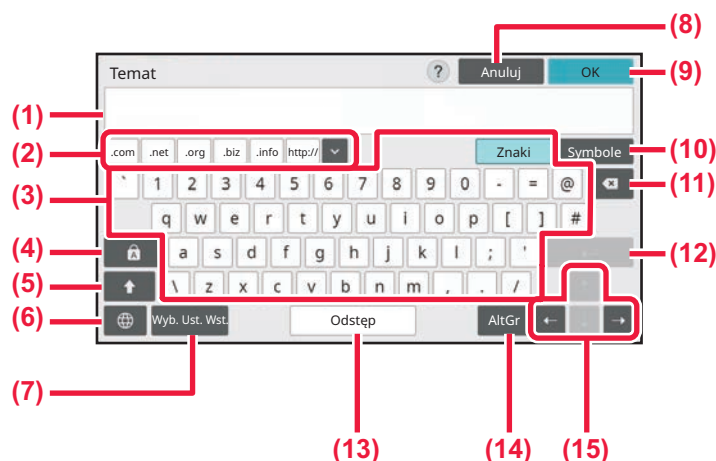 (8)
Temat ? Anuluj OK (9)
(1)
(2) .com .net .org .biz .info http:// Znaki Symbole (10)
(3) ` 1 2 3 4 5 6 7 8 9 0 - = @ (11)
q w e r t y u i o p [ ] #
(4) A a s d f g h j k l ; ' (12)
(5) \ z x c v b n m , . /
(6) Wyb. Ust. Wst. Odstęp AltGr ← →
(7)
(13) (14) (15)